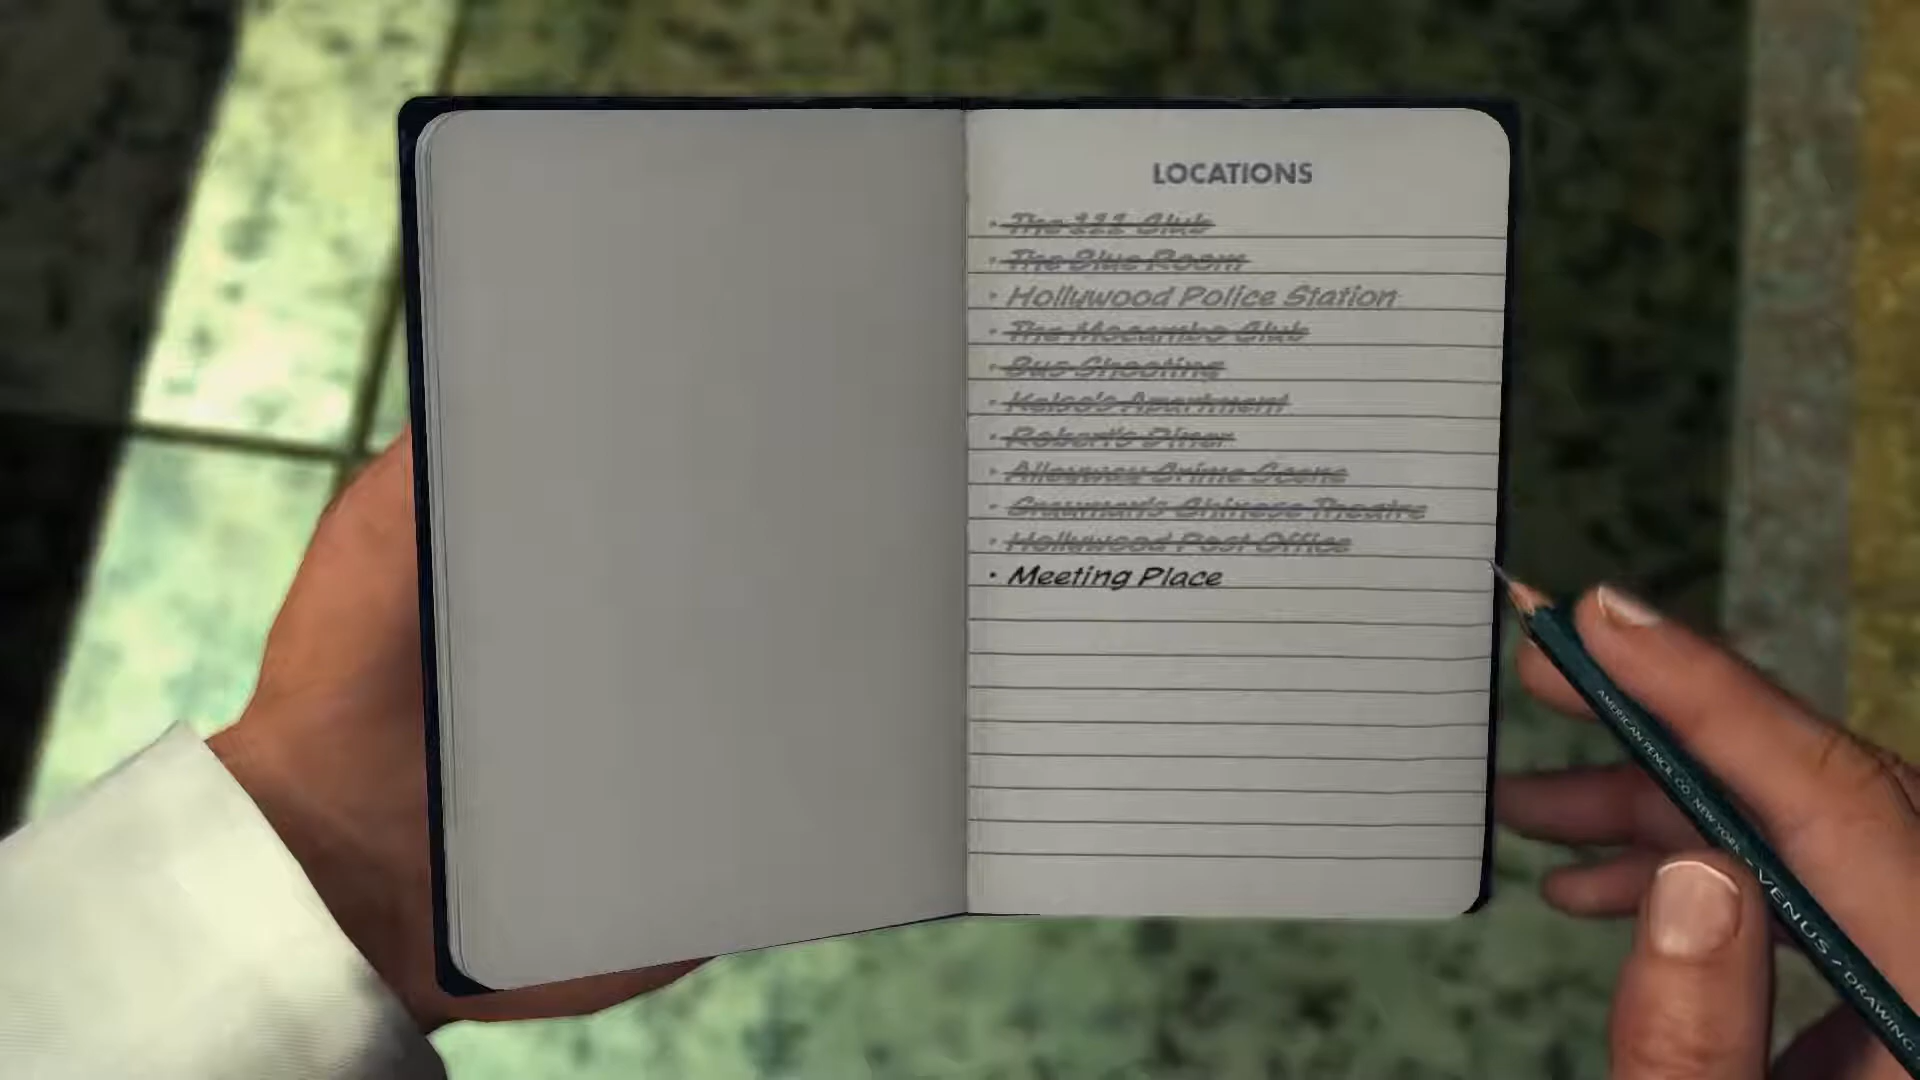 LOCATIONS
• The 111 Club
• The Blue Room
• Hollywood Police Station
• The Mocambo Club
• Bus Shooting
• Kelso's Apartment
• Robert's Diner
• Alleyway Crime Scene
• Grauman's Chinese Theatre
• Hollywood Post Office
• Meeting Place
AMERICAN PENCIL CO. NEW YORK - VENUS / DRAWING